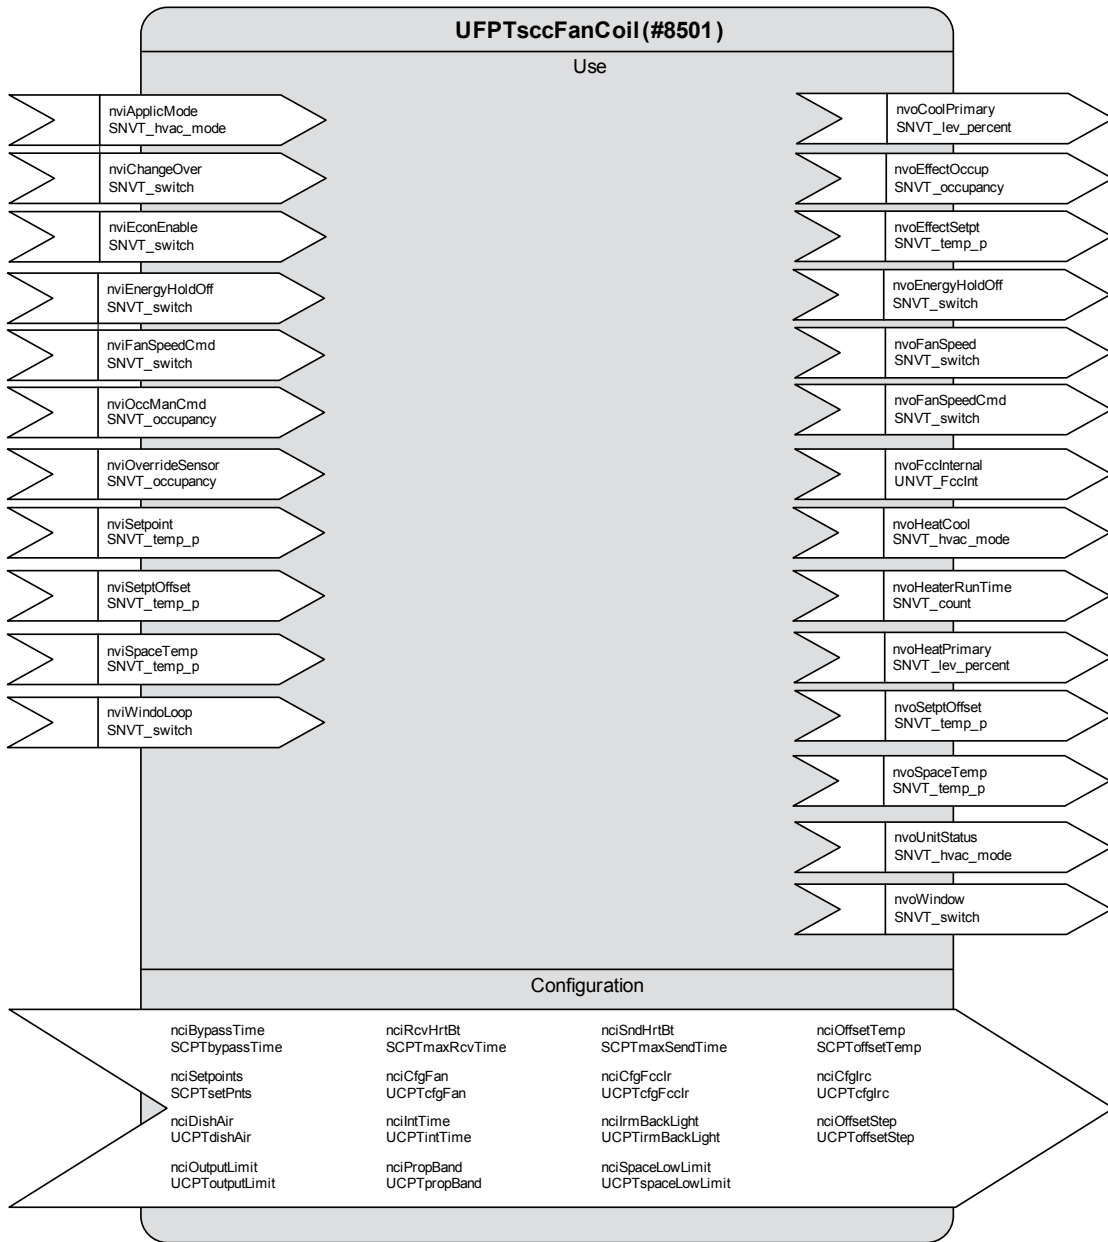 UFPTsccFanCoil (#8501)
Use
nviApplicMode
SNVT_hvac_mode
nviChangeOver
SNVT_switch
nviEconEnable
SNVT_switch
nviEnergyHoldOff
SNVT_switch
nviFanSpeedCmd
SNVT_switch
nviOccManCmd
SNVT_occupancy
nviOverrideSensor
SNVT_occupancy
nviSetpoint
SNVT_temp_p
nviSetptOffset
SNVT_temp_p
nviSpaceTemp
SNVT_temp_p
nviWindoLoop
SNVT_switch
nvoCoolPrimary
SNVT_lev_percent
nvoEffectOccup
SNVT_occupancy
nvoEffectSetpt
SNVT_temp_p
nvoEnergyHoldOff
SNVT_switch
nvoFanSpeed
SNVT_switch
nvoFanSpeedCmd
SNVT_switch
nvoFccInternal
UNVT_FccInt
nvoHeatCool
SNVT_hvac_mode
nvoHeaterRunTime
SNVT_count
nvoHeatPrimary
SNVT_lev_percent
nvoSetptOffset
SNVT_temp_p
nvoSpaceTemp
SNVT_temp_p
nvoUnitStatus
SNVT_hvac_mode
nvoWindow
SNVT_switch
Configuration
nciBypassTime
SCPTbypassTime
nciRcvHrtBt
SCPTmaxRcvTime
nciSndHrtBt
SCPTmaxSendTime
nciOffsetTemp
SCPToffsetTemp
nciSetpoints
SCPTsetPnts
nciCfgFan
UCPTcfgFan
nciCfgFccIr
UCPTcfgFccIr
nciCfgIrc
UCPTcfgIrc
nciDishAir
UCPTdishAir
nciIntTime
UCPTintTime
nciIrmBackLight
UCPTirmBackLight
nciOffsetStep
UCPToffsetStep
nciOutputLimit
UCPToutputLimit
nciPropBand
UCPTpropBand
nciSpaceLowLimit
UCPTspaceLowLimit